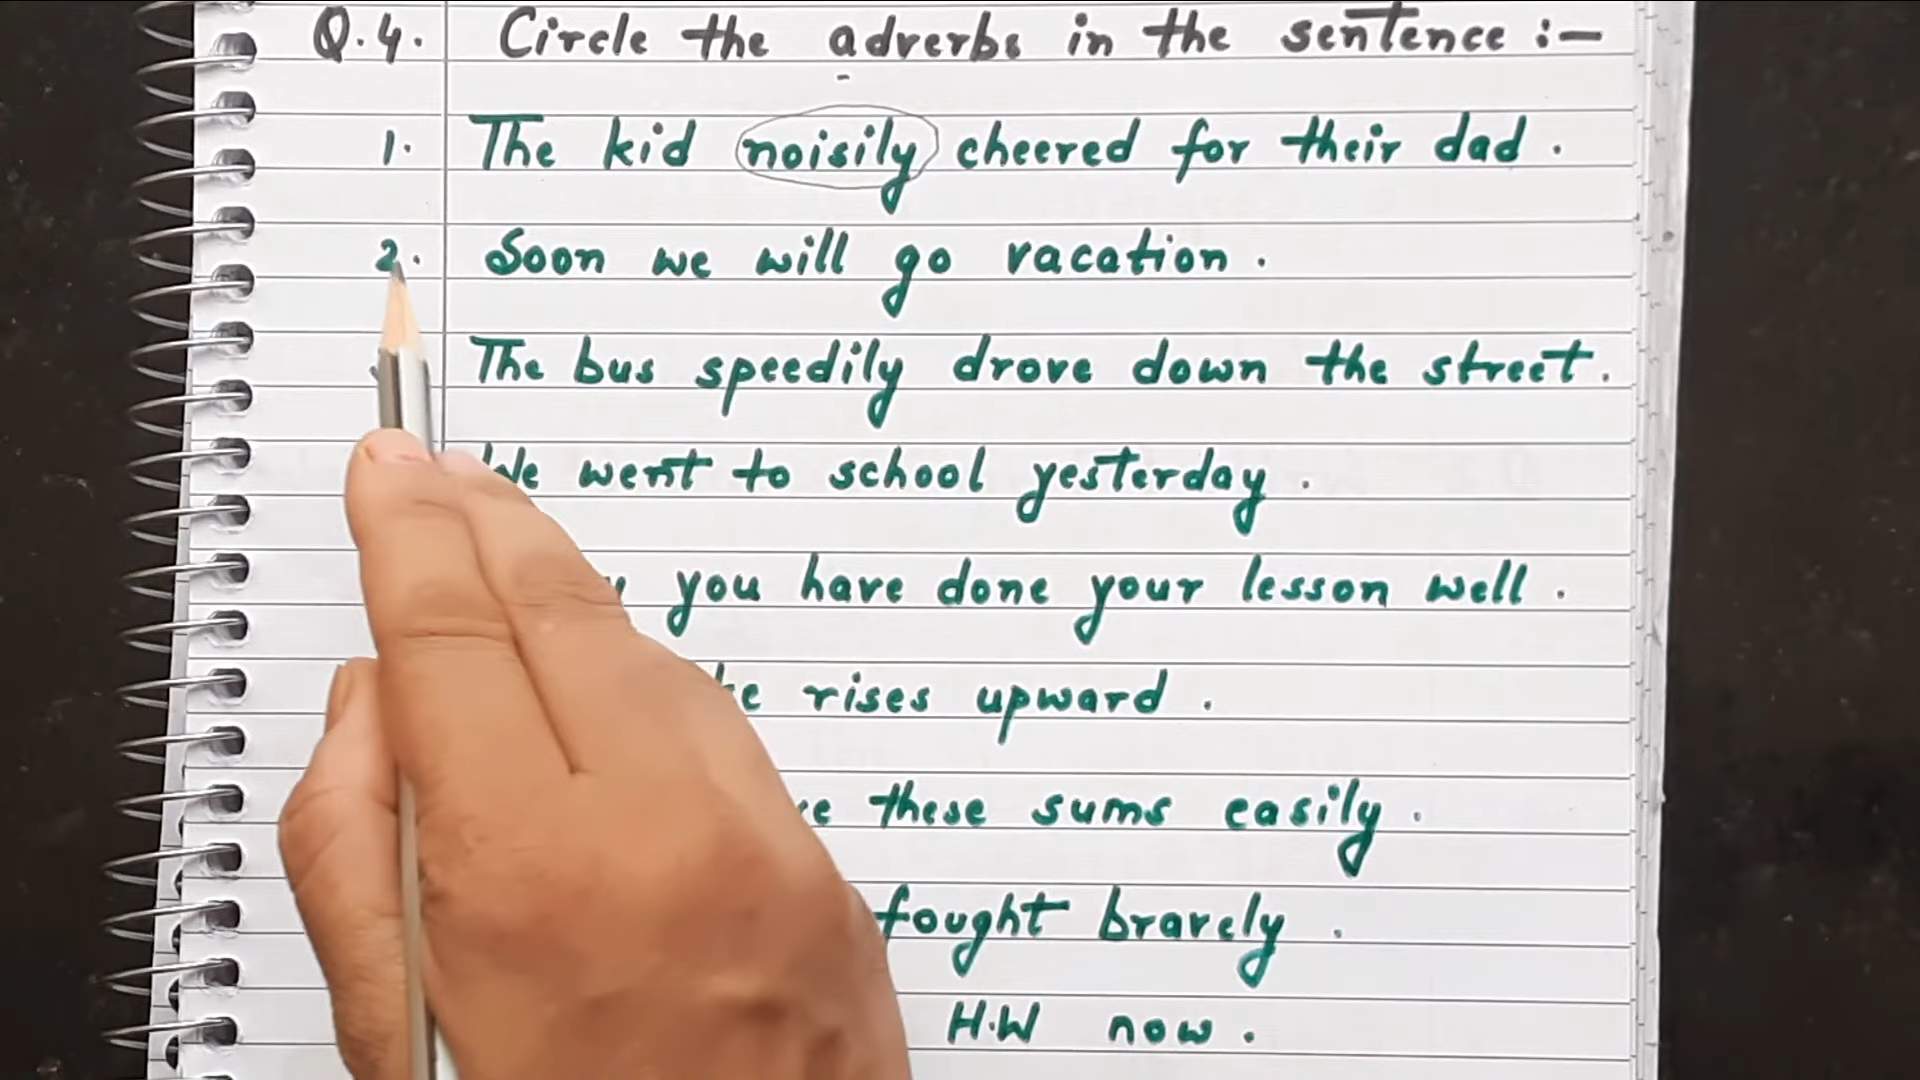 Q.4. Circle the adverbs in the sentence :-
1. The kid noisily cheered for their dad .
2. Soon we will go vacation .
The bus speedily drove down the street .
We went to school yesterday .
you have done your lesson well .
rises upward .
these sums easily .
fought bravely .
H.W now .